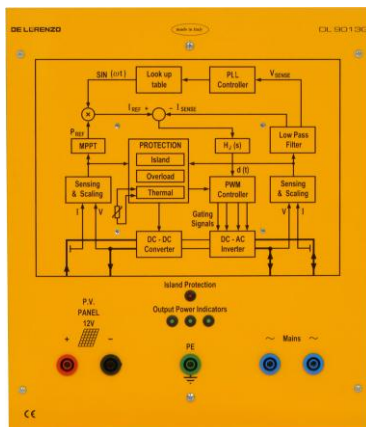 DE LORENZO
made in Italy
DL 9013G
SIN (ωt)
Look up
table
PLL
Controller
V SENSE
I REF + − I SENSE
×
P REF
MPPT
PROTECTION
Island
Overload
Thermal
H J (s)
d (t)
Low Pass
Filter
Sensing
& Scaling
PWM
Controller
Sensing
& Scaling
I V
Gating
Signals
V I
DC - DC
Converter
DC - AC
Inverter
Island Protection
Output Power Indicators
P.V.
PANEL
12V
+ −
PE
~ Mains ~
CE